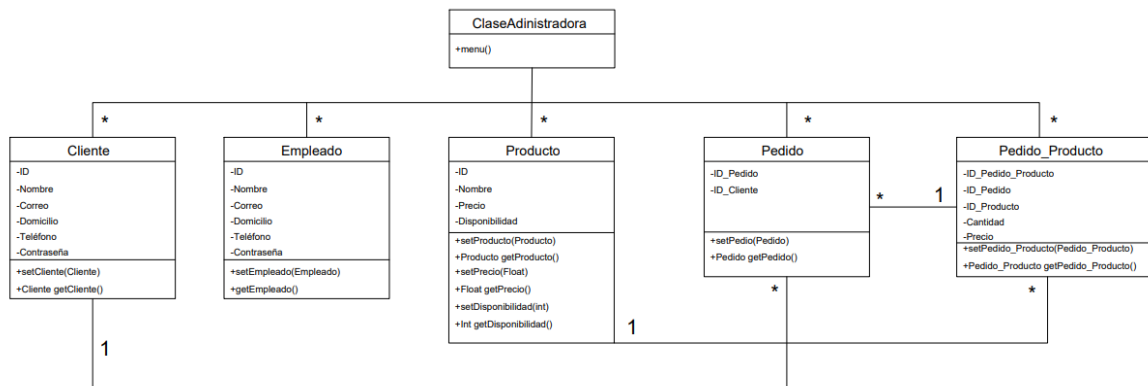 ClaseAdinistradora
+menu()
*
*
*
*
*
Cliente
-ID
-Nombre
-Correo
-Domicilio
-Teléfono
-Contraseña
+setCliente(Cliente)
+Cliente getCliente()
1
Empleado
-ID
-Nombre
-Correo
-Domicilio
-Teléfono
-Contraseña
+setEmpleado(Empleado)
+getEmpleado()
Producto
-ID
-Nombre
-Precio
-Disponibilidad
+setProducto(Producto)
+Producto getProducto()
+setPrecio(Float)
+Float getPrecio()
+setDisponibilidad(int)
+Int getDisponibilidad()
1
Pedido
-ID_Pedido
-ID_Cliente
+setPedio(Pedido)
+Pedido getPedido()
*
*
1
Pedido_Producto
-ID_Pedido_Producto
-ID_Pedido
-ID_Producto
-Cantidad
-Precio
+setPedido_Producto(Pedido_Producto)
+Pedido_Producto getPedido_Producto()
*